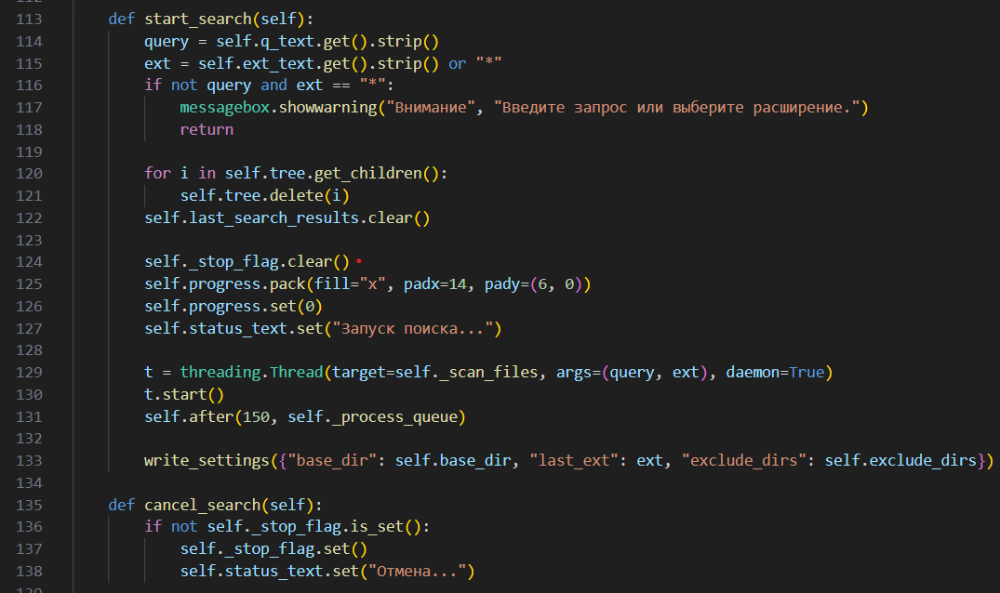 113 def start_search(self):
114 query = self.q_text.get().strip()
115 ext = self.ext_text.get().strip() or "*"
116 if not query and ext == "*":
117 messagebox.showwarning("Внимание", "Введите запрос или выберите расширение.")
118 return
119
120 for i in self.tree.get_children():
121 self.tree.delete(i)
122 self.last_search_results.clear()
123
124 self._stop_flag.clear()
125 self.progress.pack(fill="x", padx=14, pady=(6, 0))
126 self.progress.set(0)
127 self.status_text.set("Запуск поиска...")
128
129 t = threading.Thread(target=self._scan_files, args=(query, ext), daemon=True)
130 t.start()
131 self.after(150, self._process_queue)
132
133 write_settings({"base_dir": self.base_dir, "last_ext": ext, "exclude_dirs": self.exclude_dirs})
134
135 def cancel_search(self):
136 if not self._stop_flag.is_set():
137 self._stop_flag.set()
138 self.status_text.set("Отмена...")